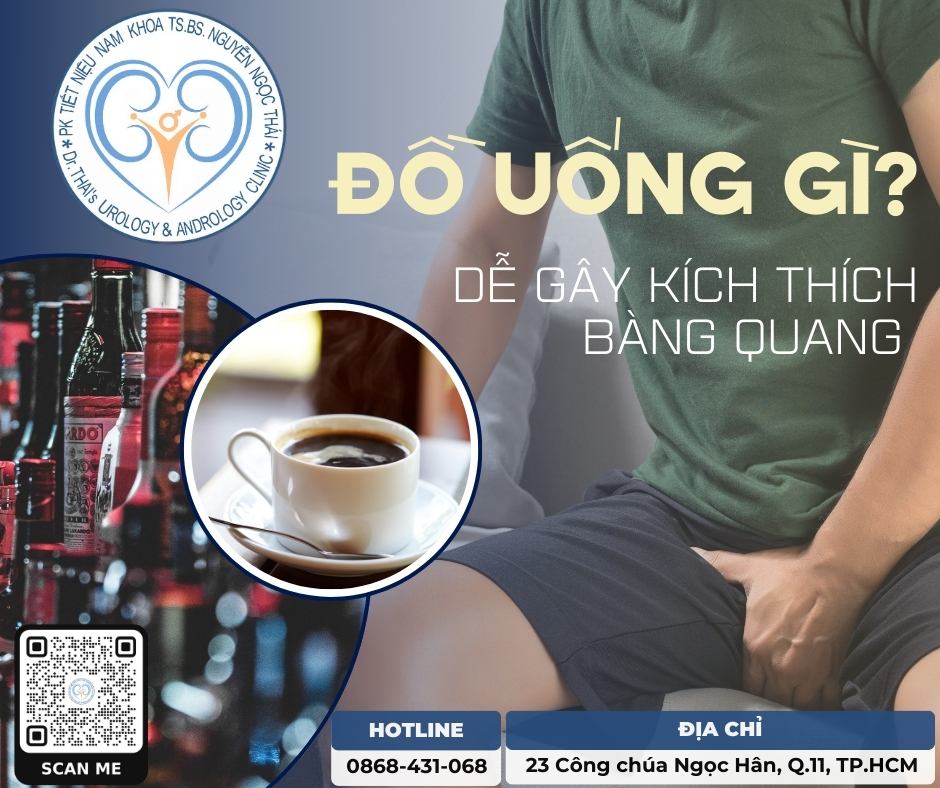 * PK TIẾT NIỆU NAM KHOA TS.BS. NGUYỄN NGỌC THÁI *
Dr.THAI's UROLOGY & ANDROLOGY CLINIC
ĐỒ UỐNG GÌ?
DỄ GÂY KÍCH THÍCH
BÀNG QUANG
SCAN ME
HOTLINE
0868-431-068
ĐỊA CHỈ
23 Công chúa Ngọc Hân, Q.11, TP.HCM